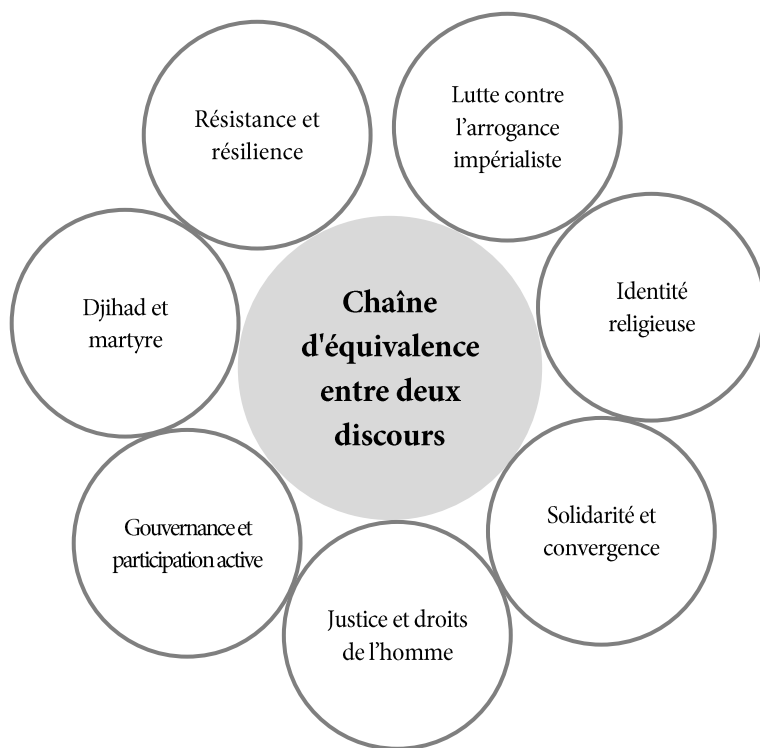 Résistance et
résilience
Lutte contre
l’arrogance
impérialiste
Djihad et
martyre
Chaîne
d'équivalence
entre deux
discours
Identité
religieuse
Gouvernance et
participation active
Solidarité et
convergence
Justice et droits
de l’homme